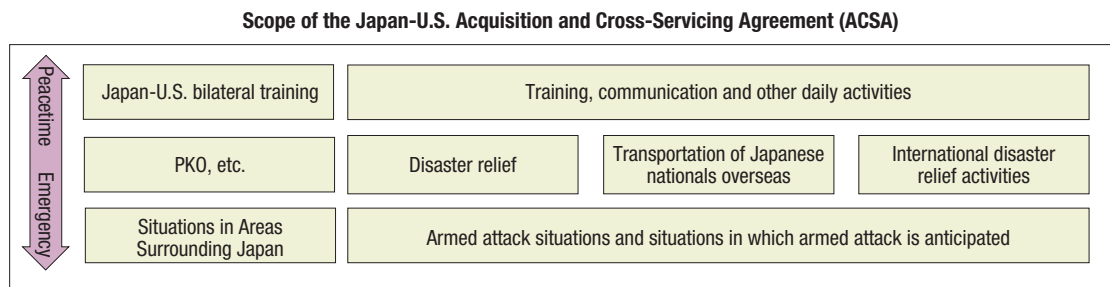 Scope of the Japan-U.S. Acquisition and Cross-Servicing Agreement (ACSA)
Peacetime
Emergency
Japan-U.S. bilateral training
Training, communication and other daily activities
PKO, etc.
Disaster relief
Transportation of Japanese
nationals overseas
International disaster
relief activities
Situations in Areas
Surrounding Japan
Armed attack situations and situations in which armed attack is anticipated